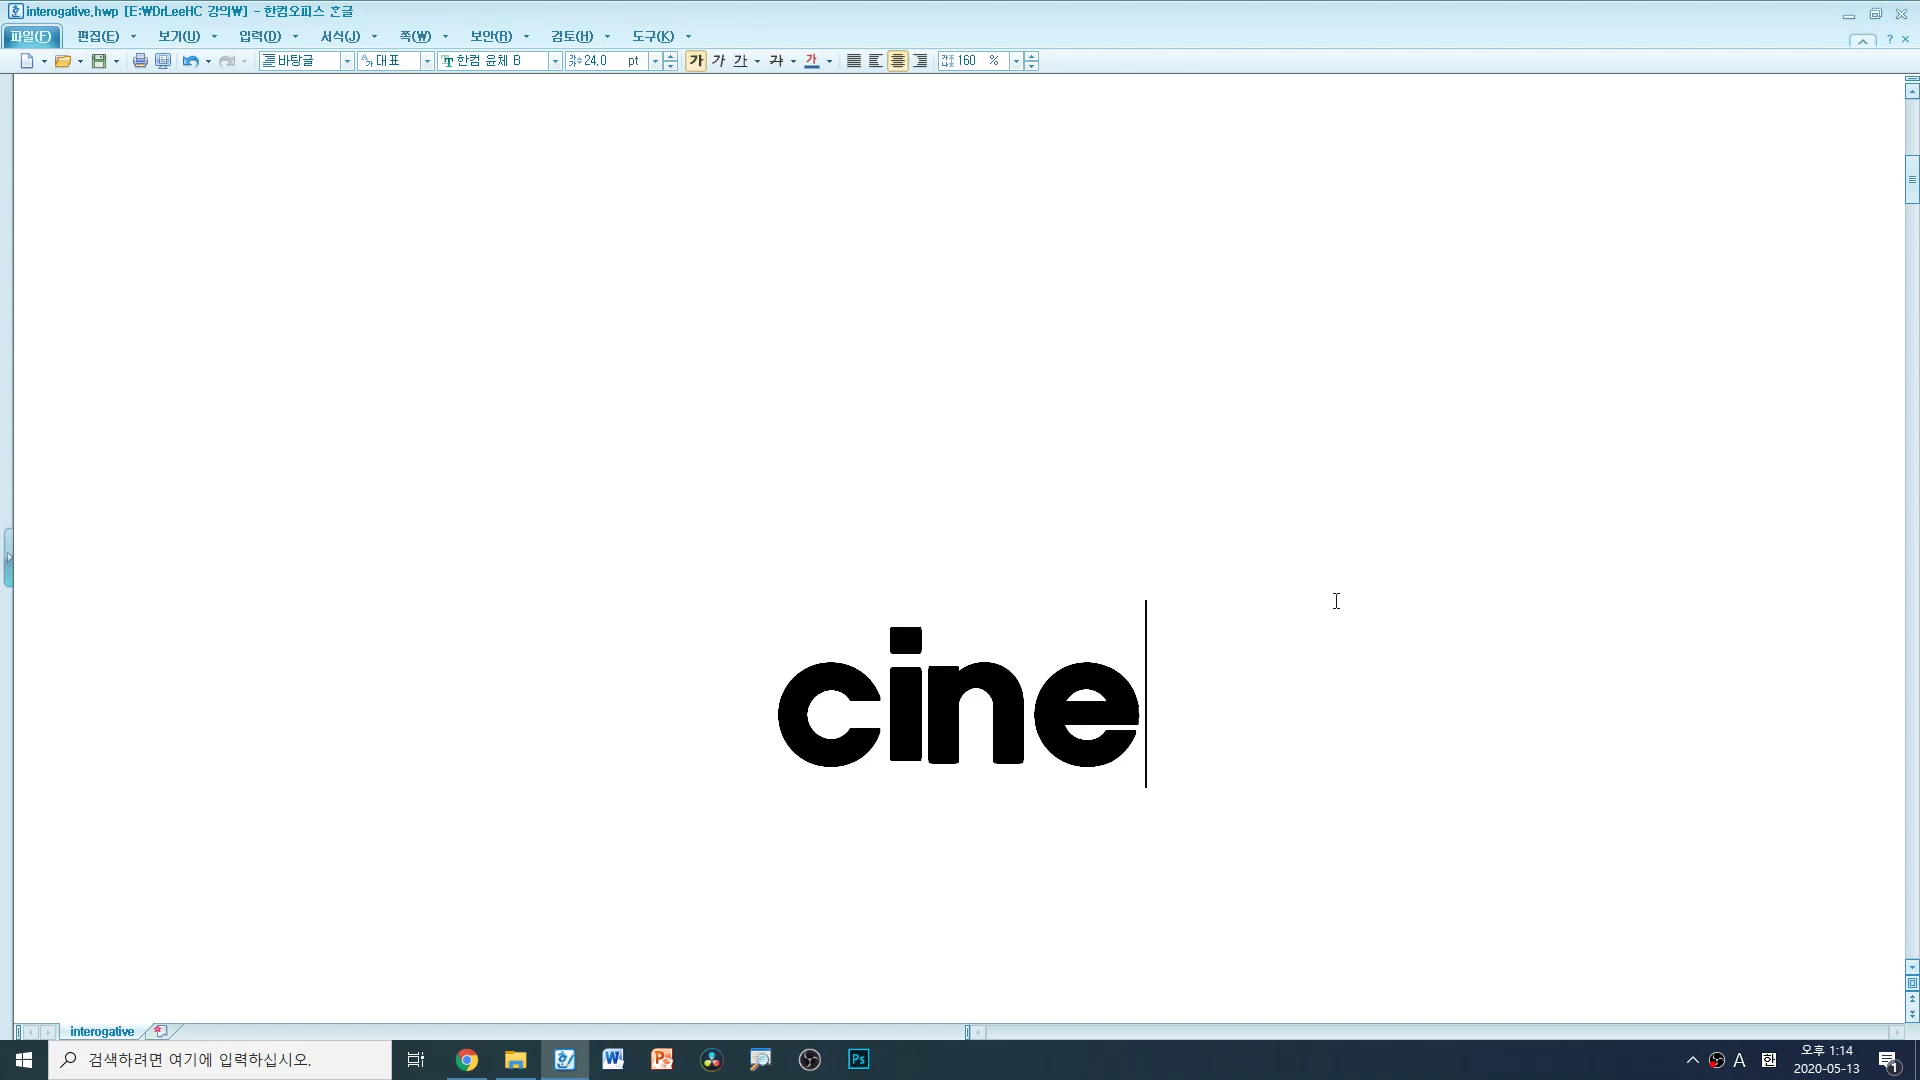 interogative.hwp [E:₩DrLeeHC 강의₩] - 한컴오피스 흔글
파일(F) 편집(E) 보기(U) 입력(D) 서식(J) 쪽(W) 보안(R) 검토(H) 도구(K)
바탕글 대표 한컴 윤체 B 24.0 pt 가 가 가 가 가 160 %
cine
interogative
검색하려면 여기에 입력하십시오.
A 한 오후 1:14
2020-05-13
1